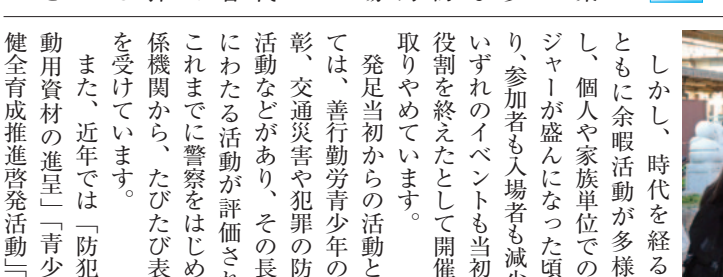 しかし、時代を経る
ともに余暇活動が多様
し、個人や家族単位での
ジャーが盛んになった頃
り、参加者も入場者も減少
いずれのイベントも当初
役割を終えたとして開催
取りやめています。
発足当初からの活動と
ては、善行勤労青少年の
彰、交通災害や犯罪の防
活動などがあり、その長
にわたる活動が評価さ
これまでに警察をはじめ
係機関から、たびたび表
を受けています。
また、近年では「防犯
動用資材の進呈」「青少
健全育成推進啓発活動」「